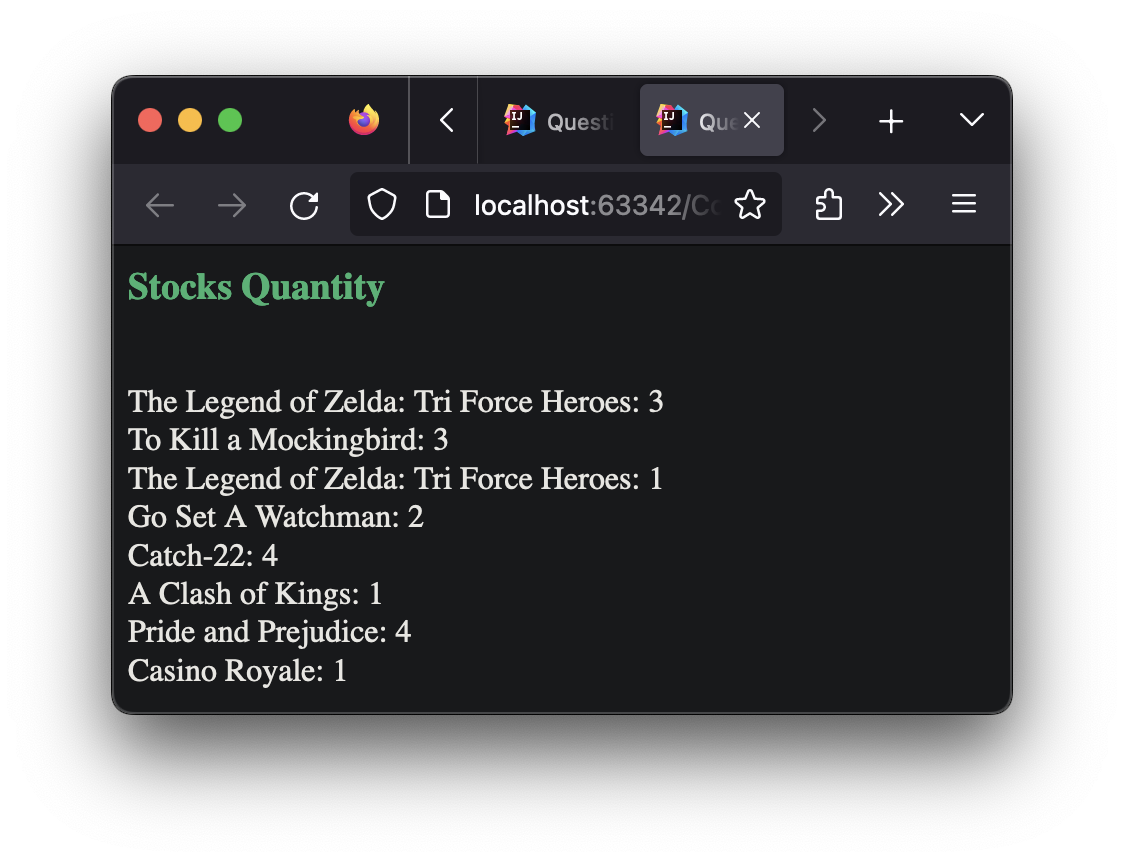 IJ Questi IJ Que
localhost:63342/Co
Stocks Quantity
The Legend of Zelda: Tri Force Heroes: 3
To Kill a Mockingbird: 3
The Legend of Zelda: Tri Force Heroes: 1
Go Set A Watchman: 2
Catch-22: 4
A Clash of Kings: 1
Pride and Prejudice: 4
Casino Royale: 1